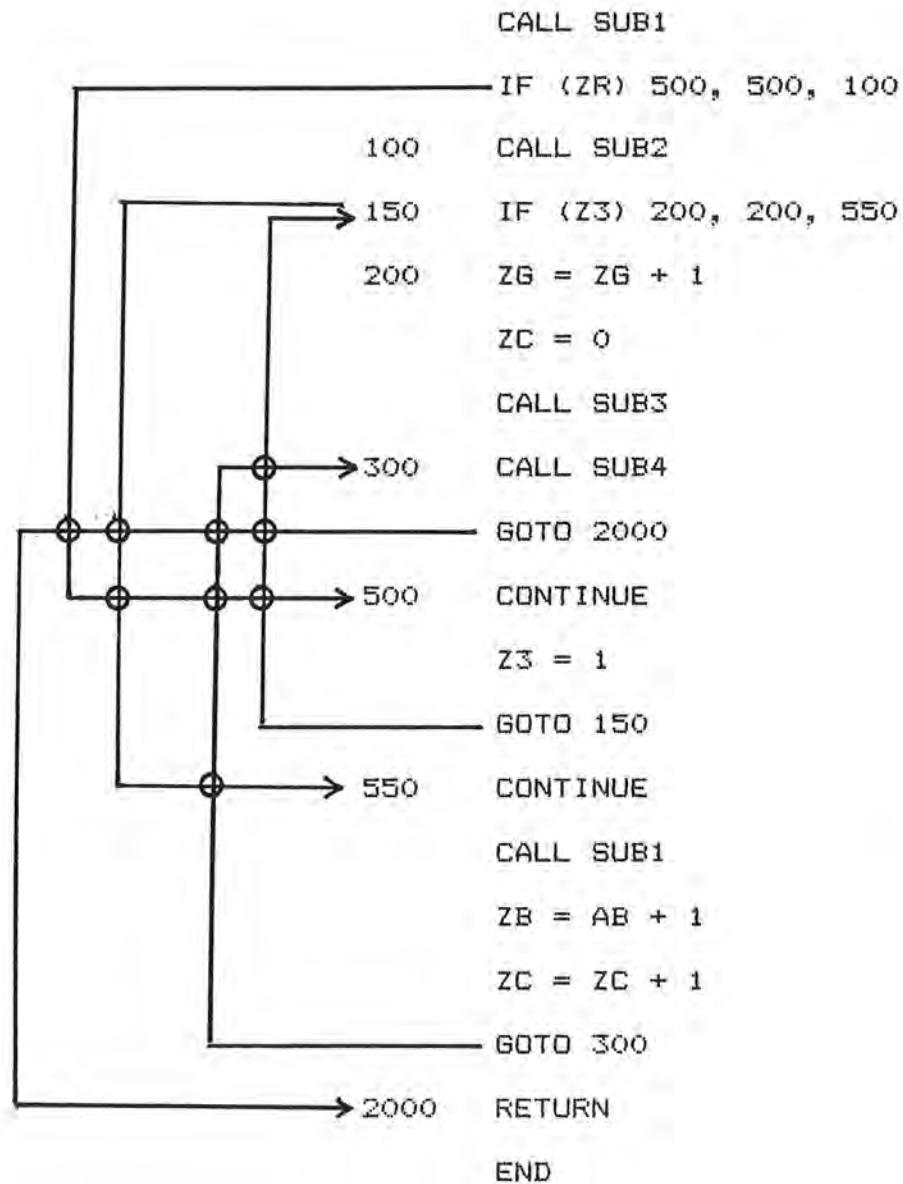 CALL SUB1
IF (ZR) 500, 500, 100
100 CALL SUB2
150 IF (Z3) 200, 200, 550
200 ZG = ZG + 1
ZC = 0
CALL SUB3
300 CALL SUB4
GOTO 2000
500 CONTINUE
Z3 = 1
GOTO 150
550 CONTINUE
CALL SUB1
ZB = AB + 1
ZC = ZC + 1
GOTO 300
2000 RETURN
END